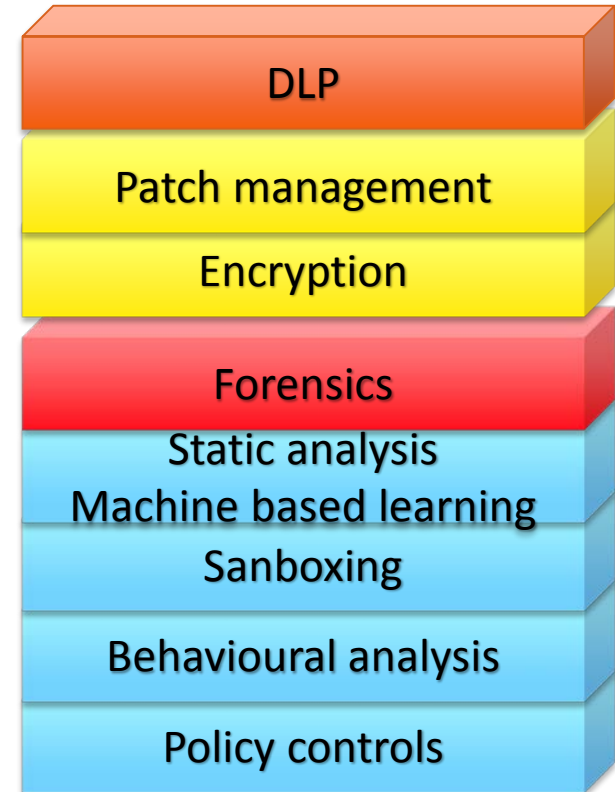 DLP
Patch management
Encryption
Forensics
Static analysis
Machine based learning
Sanboxing
Behavioural analysis
Policy controls